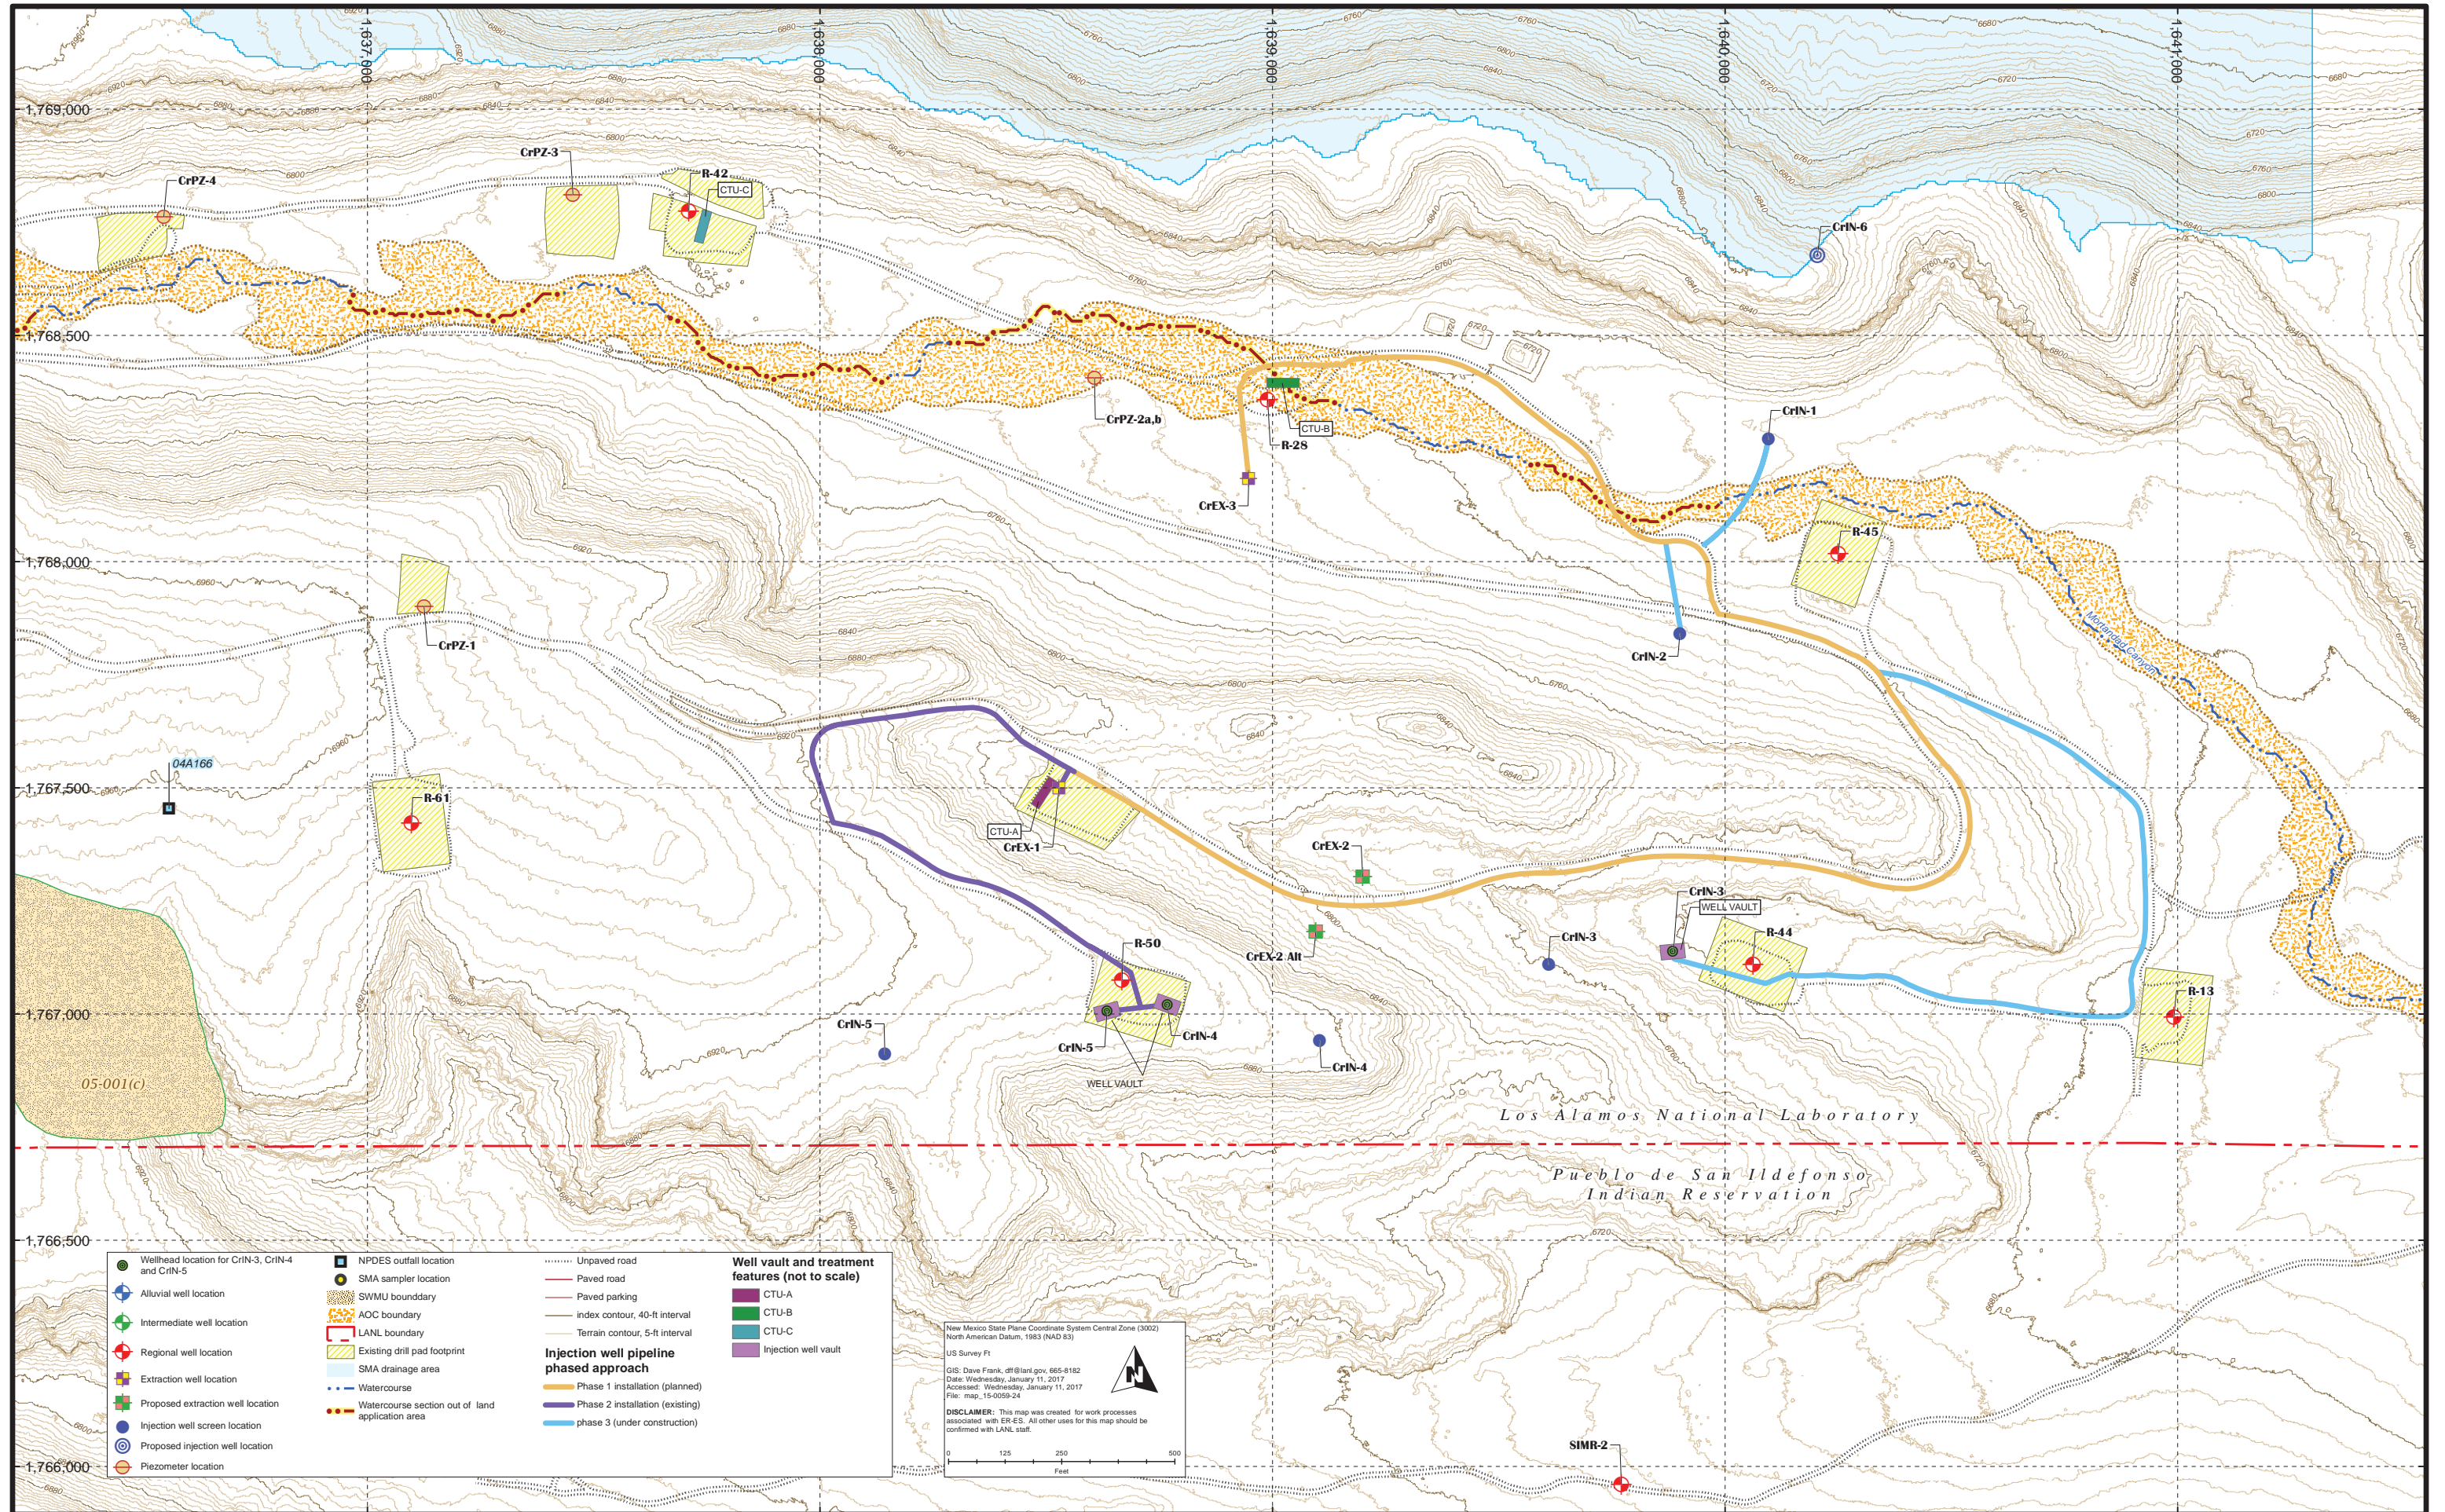 1,637,000
1,638,000
1,639,000
1,640,000
1,641,000
1,769,000
1,768,500
1,768,000
1,767,500
1,767,000
1,766,500
1,766,000
CrPZ-4
CrPZ-3
R-42
CTU-C
CrIN-6
CrPZ-2a,b
CTU-B
R-28
CrEX-3
CrIN-1
R-45
CrIN-2
Mortandad Canyon
CrPZ-1
04A166
R-61
CTU-A
CrEX-1
CrEX-2
CrEX-2 Alt
CrIN-3
WELL VAULT
R-44
CrIN-3
R-50
R-13
CrIN-5
CrIN-5
CrIN-4
CrIN-4
WELL VAULT
05-001(c)
Los Alamos National Laboratory
Pueblo de San Ildefonso
Indian Reservation
SIMR-2
6960
6920
6880
6840
6800
6760
6720
6680
Wellhead location for CrIN-3, CrIN-4
and CrIN-5
Alluvial well location
Intermediate well location
Regional well location
Extraction well location
Proposed extraction well location
Injection well screen location
Proposed injection well location
Piezometer location
NPDES outfall location
SMA sampler location
SWMU bounddary
AOC boundary
LANL boundary
Existing drill pad footprint
SMA drainage area
Watercourse
Watercourse section out of land
application area
Unpaved road
Paved road
Paved parking
index contour, 40-ft interval
Terrain contour, 5-ft interval
Injection well pipeline
phased approach
Phase 1 installation (planned)
Phase 2 installation (existing)
phase 3 (under construction)
Well vault and treatment
features (not to scale)
CTU-A
CTU-B
CTU-C
Injection well vault
New Mexico State Plane Coordinate System Central Zone (3002)
North American Datum, 1983 (NAD 83)
US Survey Ft
GIS: Dave Frank, dff@lanl.gov, 665-8182
Date: Wednesday, January 11, 2017
Accessed: Wednesday, January 11, 2017
File: map_15-0059-24
N
DISCLAIMER: This map was created for work processes
associated with ER-ES. All other uses for this map should be
confirmed with LANL staff.
0 125 250 500
Feet